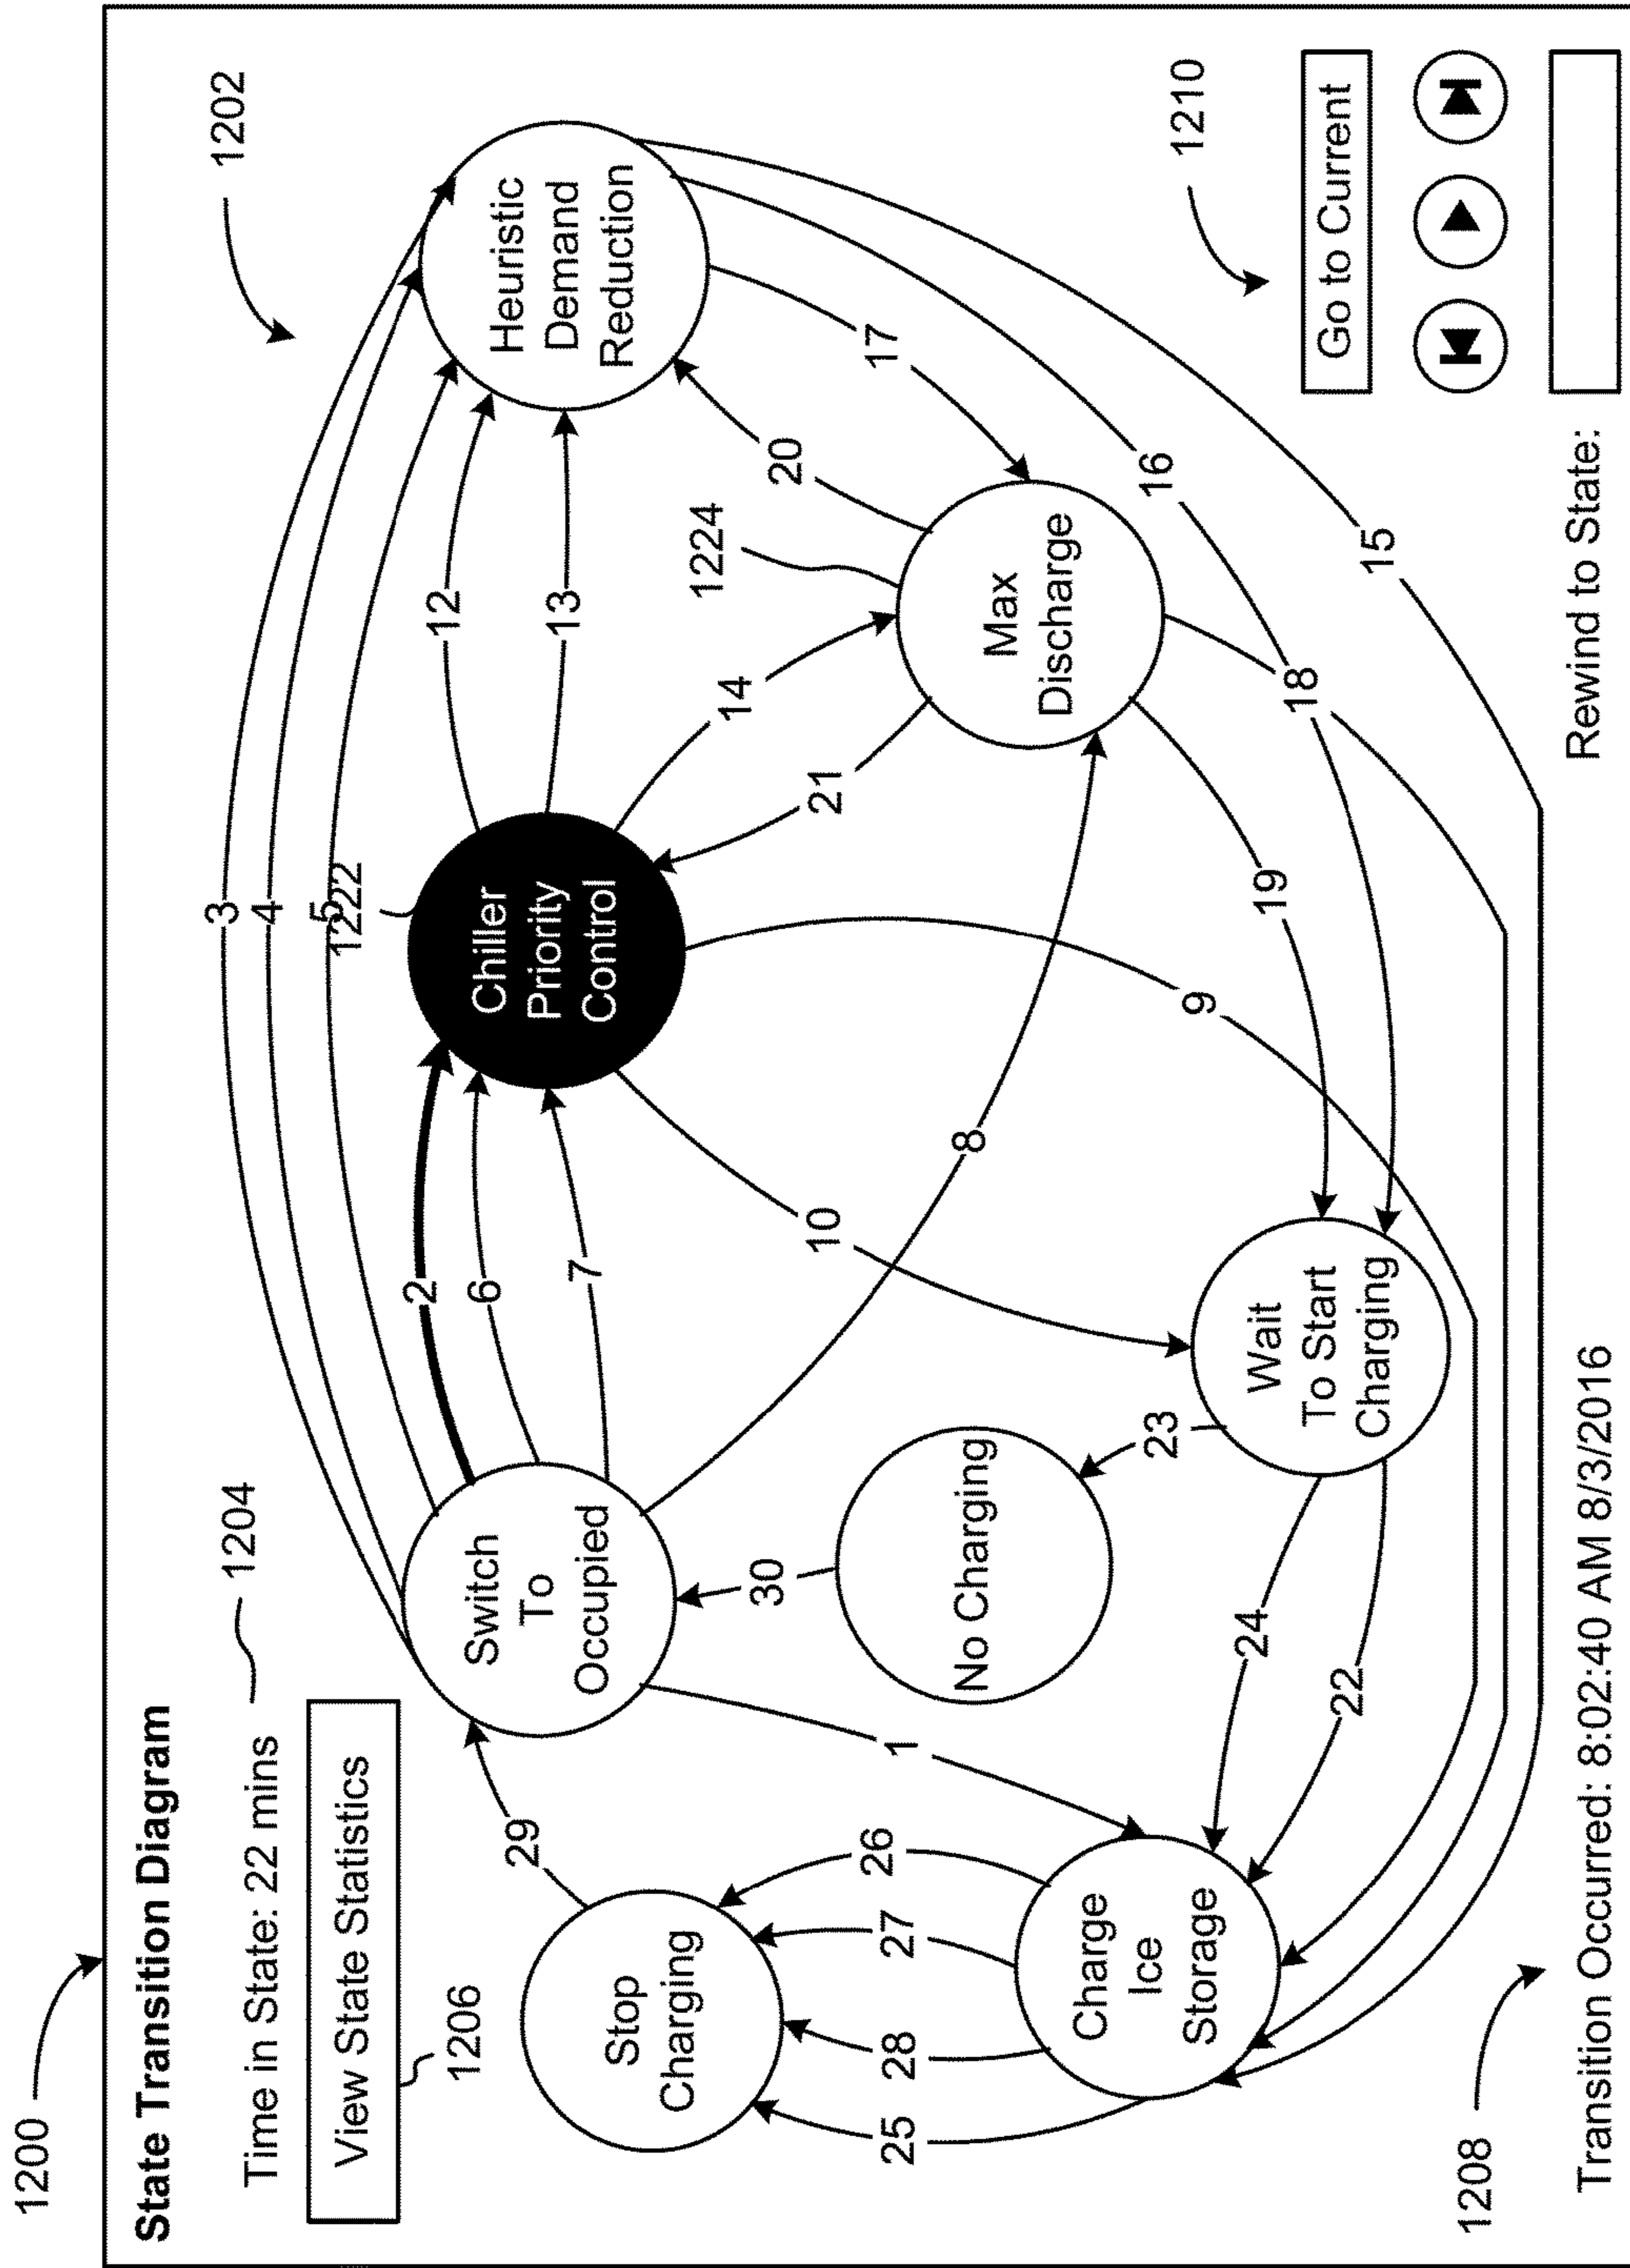 1200
State Transition Diagram
Time in State: 22 mins
1204
View State Statistics
1206
1202
3
4
5
1222
2
6
7
12
13
Switch
To
Occupied
Chiller
Priority
Control
Heuristic
Demand
Reduction
29
Stop
Charging
30
10
8
21
14
1224
20
17
25
28
27
26
1
No Charging
23
Max
Discharge
Charge
Ice
Storage
24
22
Wait
To Start
Charging
9
19
18
16
15
1210
Go to Current
1208
Transition Occurred: 8:02:40 AM 8/3/2016
Rewind to State: